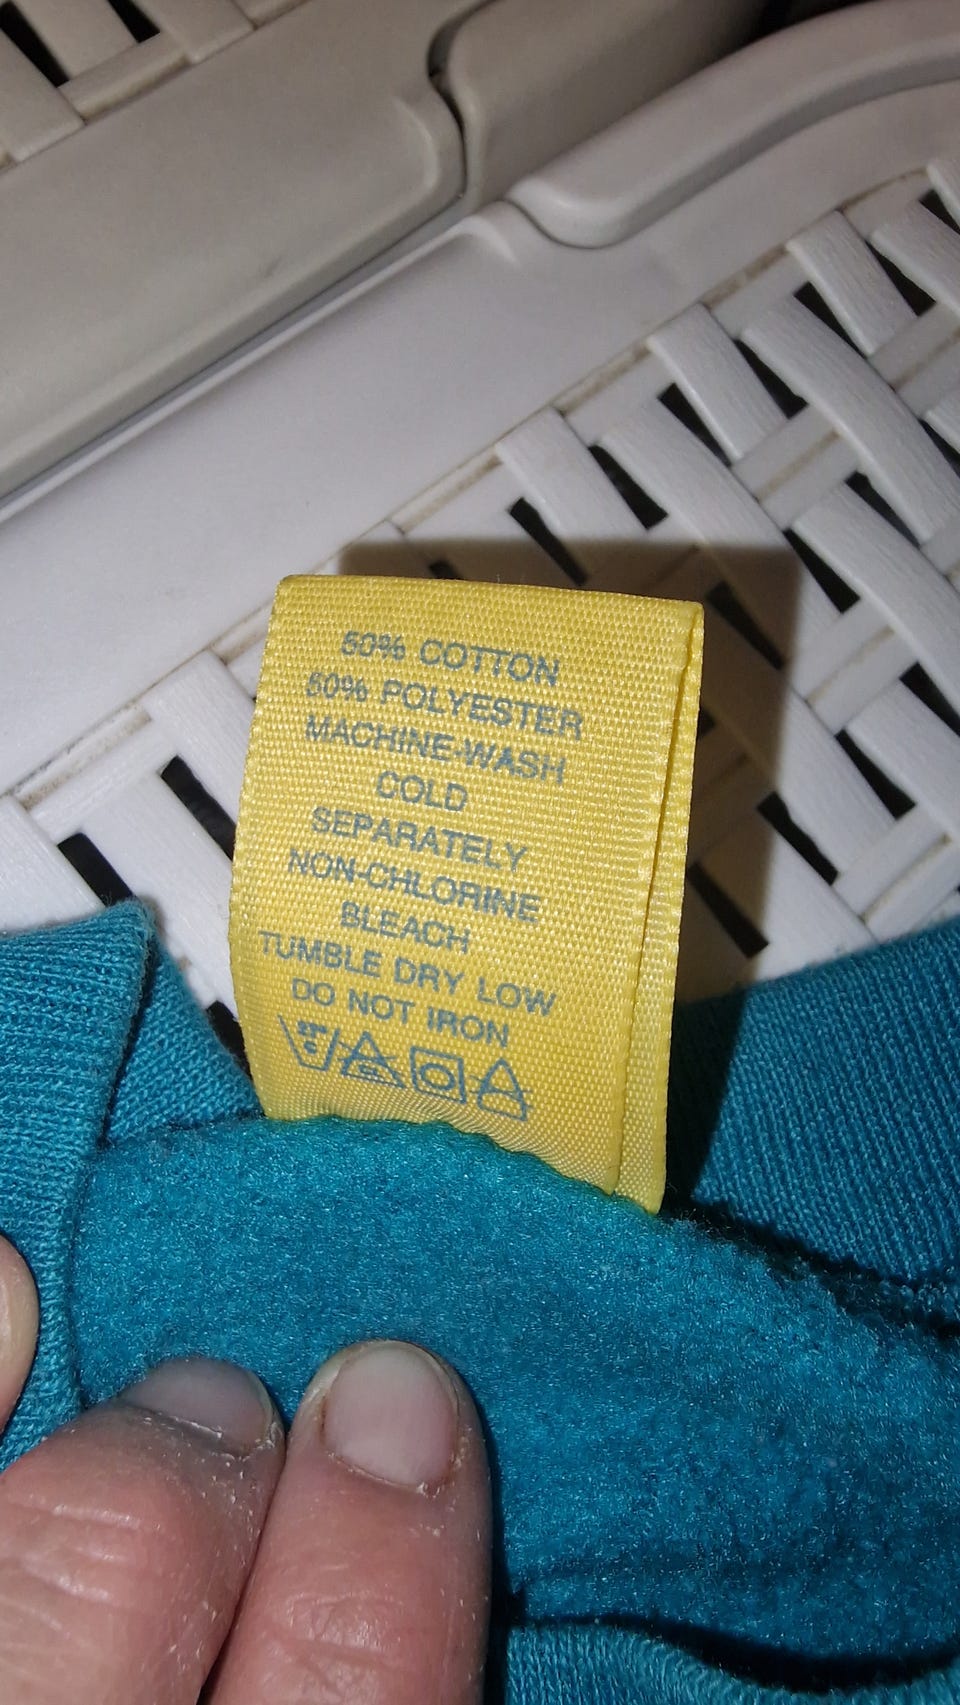 50% COTTON
50% POLYESTER
MACHINE-WASH
COLD
SEPARATELY
NON-CHLORINE
BLEACH
TUMBLE DRY LOW
DO NOT IRON